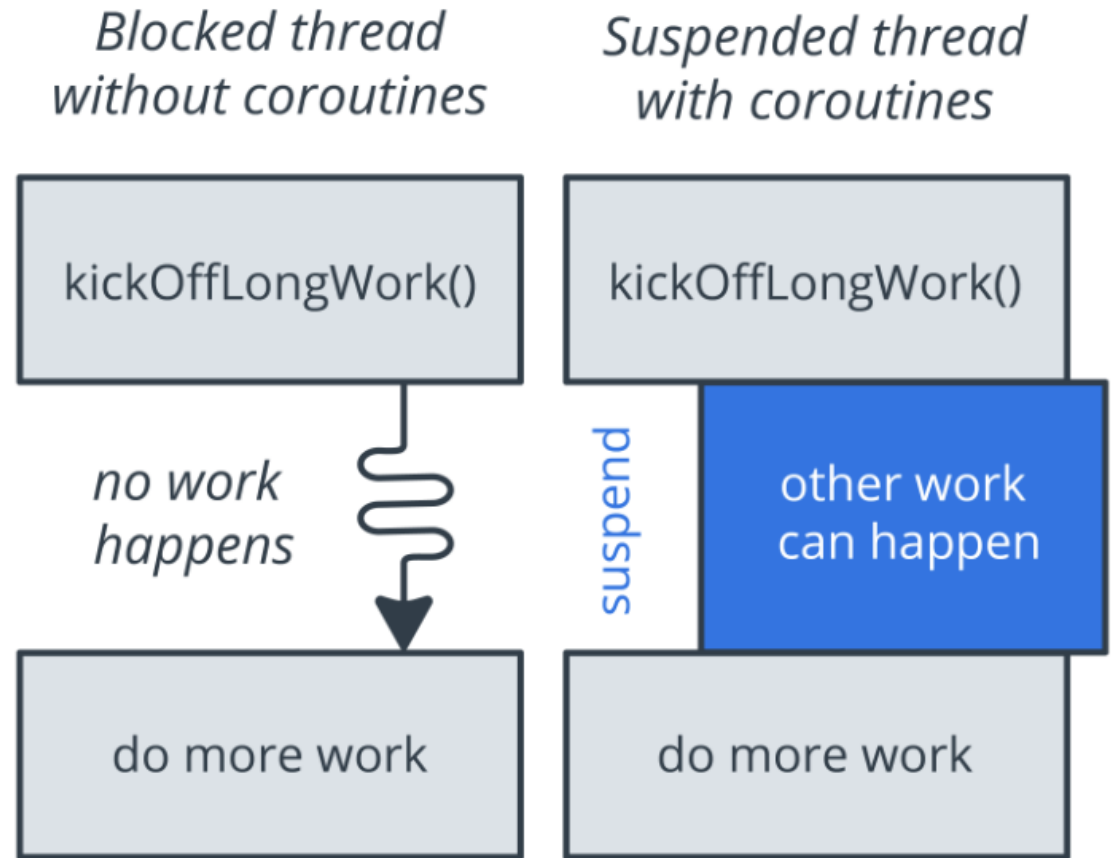 Blocked thread
without coroutines
kickOffLongWork()
no work
happens
do more work
Suspended thread
with coroutines
kickOffLongWork()
suspend
other work
can happen
do more work